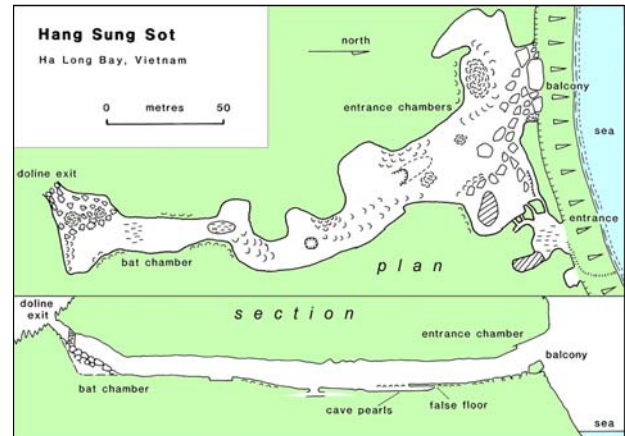 Hang Sung Sot
Ha Long Bay, Vietnam
0 metres 50
north
entrance chambers
balcony
sea
doline exit
entrance
bat chamber
plan
section
doline exit
entrance chamber
balcony
bat chamber
cave pearls
false floor
sea